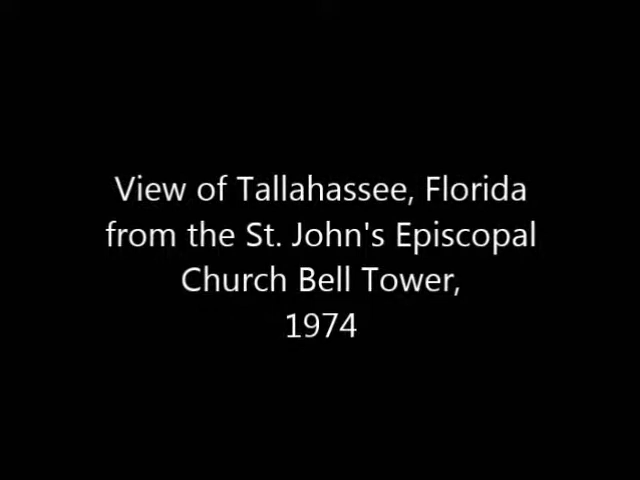 View of Tallahassee, Florida
from the St. John's Episcopal
Church Bell Tower,
1974